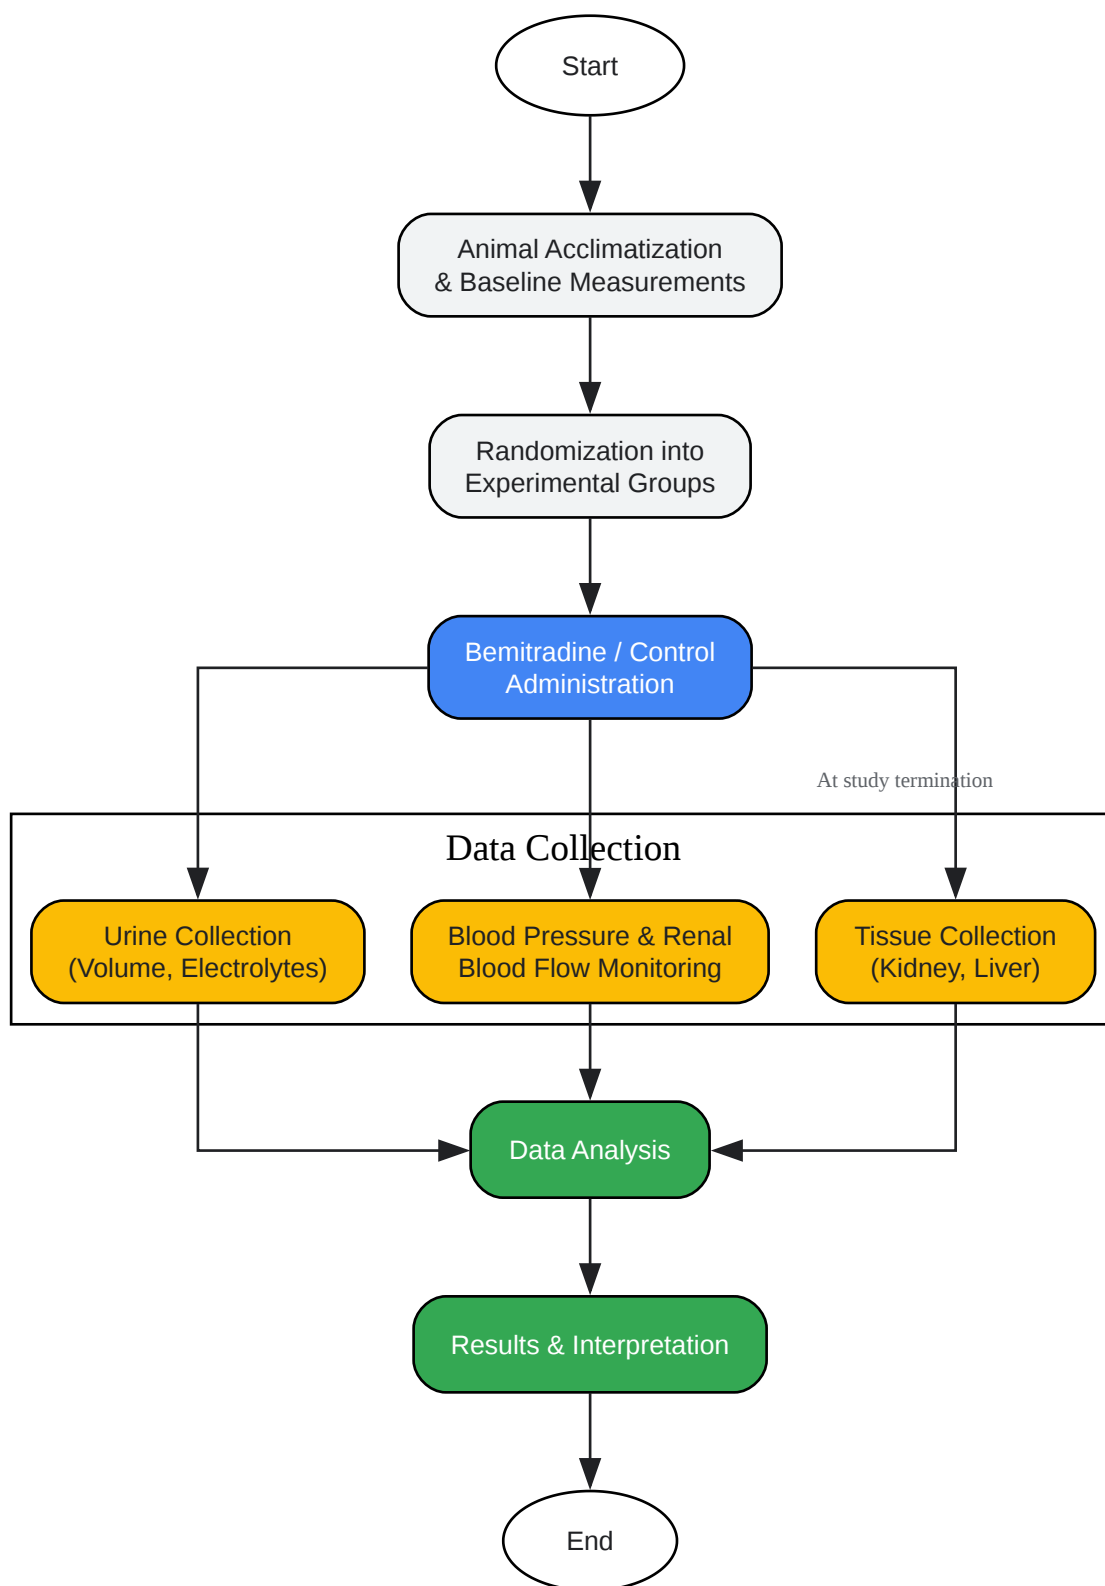 Start
Animal Acclimatization
& Baseline Measurements
Randomization into
Experimental Groups
Bemitradine / Control
Administration
At study termination
Data Collection
Urine Collection
(Volume, Electrolytes)
Blood Pressure & Renal
Blood Flow Monitoring
Tissue Collection
(Kidney, Liver)
Data Analysis
Results & Interpretation
End